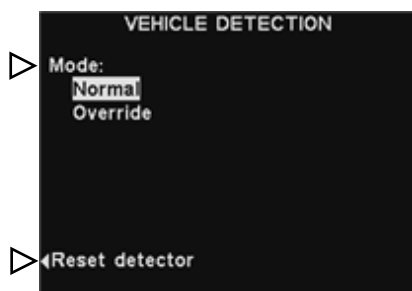 VEHICLE DETECTION
Mode:
Normal
Override
Reset detector